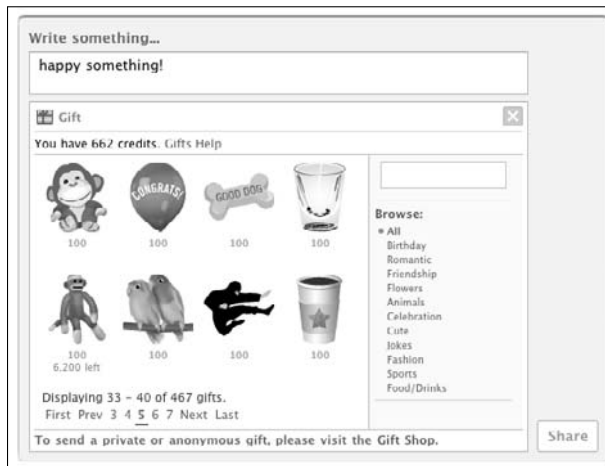 Write something...
happy something!
Gift
You have 662 credits. Gifts Help
CONGRATS!
GOOD DOG
100 100 100 100
100 100 100 100
6,200 left
Displaying 33 – 40 of 467 gifts.
First Prev 3 4 5 6 7 Next Last
Browse:
All
Birthday
Romantic
Friendship
Flowers
Animals
Celebration
Cute
Jokes
Fashion
Sports
Food/Drinks
To send a private or anonymous gift, please visit the Gift Shop.
Share